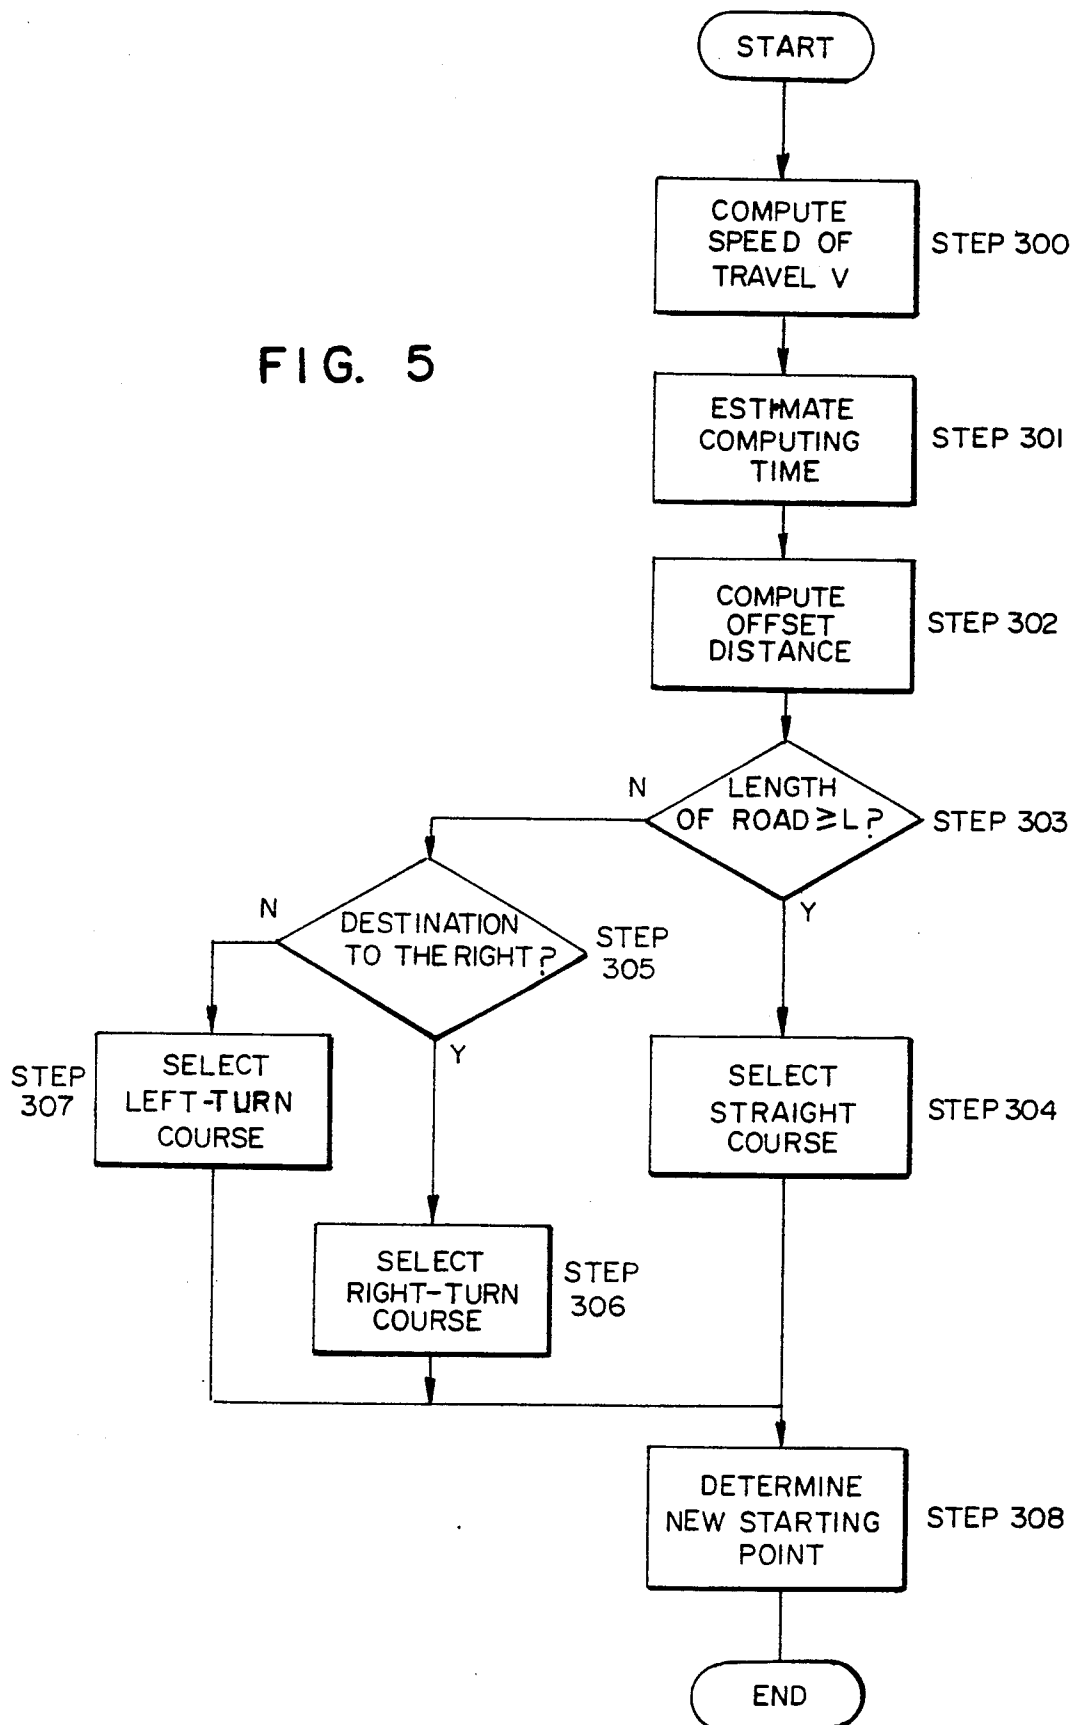 START
COMPUTE
SPEED OF
TRAVEL V
STEP 300
FIG. 5
ESTIMATE
COMPUTING
TIME
STEP 301
COMPUTE
OFFSET
DISTANCE
STEP 302
N
LENGTH
OF ROAD ≧ L?
STEP 303
Y
N
DESTINATION
TO THE RIGHT?
STEP
305
Y
STEP
307
SELECT
LEFT-TURN
COURSE
SELECT
STRAIGHT
COURSE
STEP 304
SELECT
RIGHT-TURN
COURSE
STEP
306
DETERMINE
NEW STARTING
POINT
STEP 308
END